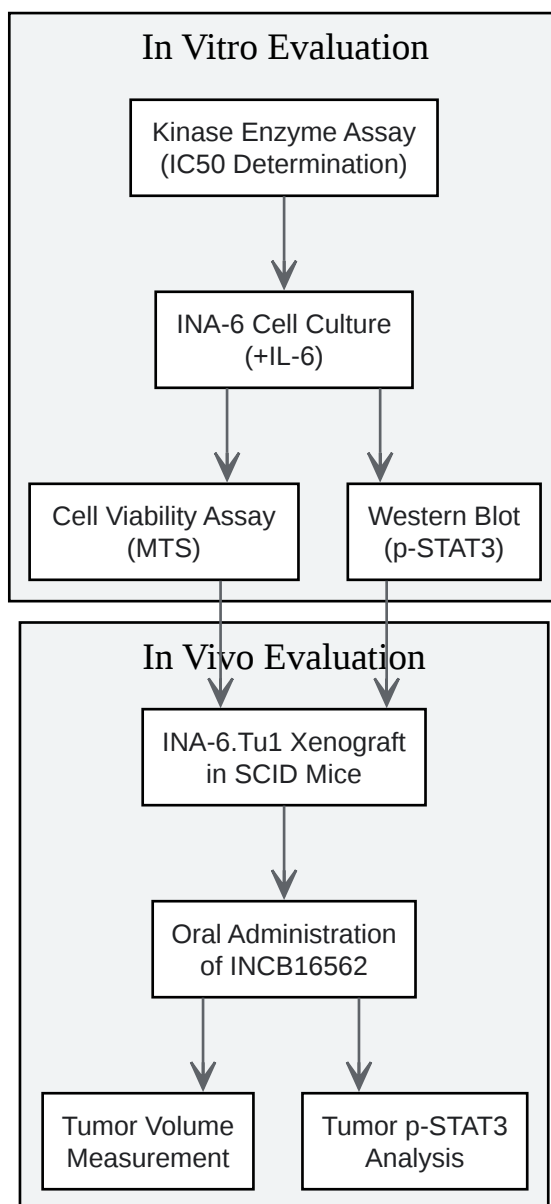 In Vitro Evaluation
Kinase Enzyme Assay
(IC50 Determination)
INA-6 Cell Culture
(+IL-6)
Cell Viability Assay
(MTS)
Western Blot
(p-STAT3)
In Vivo Evaluation
INA-6.Tu1 Xenograft
in SCID Mice
Oral Administration
of INCB16562
Tumor Volume
Measurement
Tumor p-STAT3
Analysis